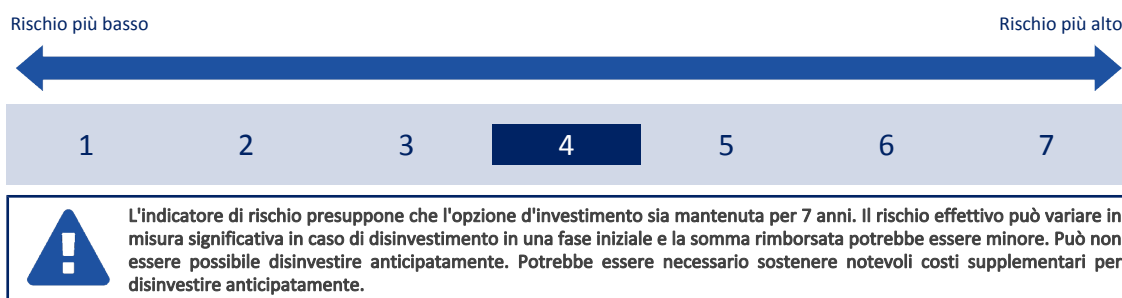 Rischio più basso Rischio più alto
1 2 3 4 5 6 7
L'indicatore di rischio presuppone che l'opzione d'investimento sia mantenuta per 7 anni. Il rischio effettivo può variare in
misura significativa in caso di disinvestimento in una fase iniziale e la somma rimborsata potrebbe essere minore. Può non
essere possibile disinvestire anticipatamente. Potrebbe essere necessario sostenere notevoli costi supplementari per
disinvestire anticipatamente.